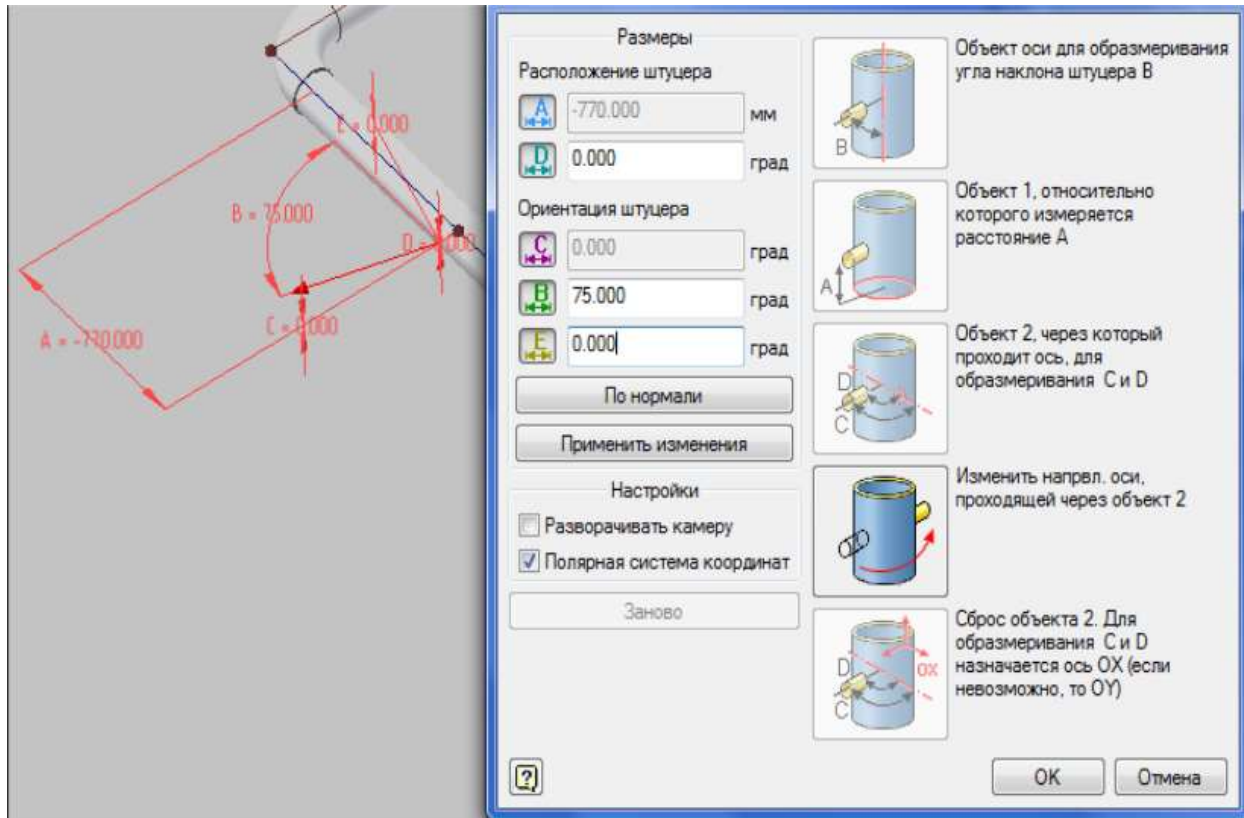 E = 0.000
B = 75.000
D = 0.000
C = 0.000
A = -770.000
Размеры
Расположение штуцера
A
-770.000
мм
D
0.000
град
Ориентация штуцера
C
0.000
град
B
75.000
град
E
0.000
град
По нормали
Применить изменения
Настройки
Разворачивать камеру
Полярная система координат
Заново
B
Объект оси для образмеривания
угла наклона штуцера B
A
Объект 1, относительно
которого измеряется
расстояние A
D
C
Объект 2, через который
проходит ось, для
образмеривания C и D
Изменить напрвл. оси,
проходящей через объект 2
D
OX
C
Сброс объекта 2. Для
образмеривания C и D
назначается ось OX (если
невозможно, то OY)
?
OK
Отмена